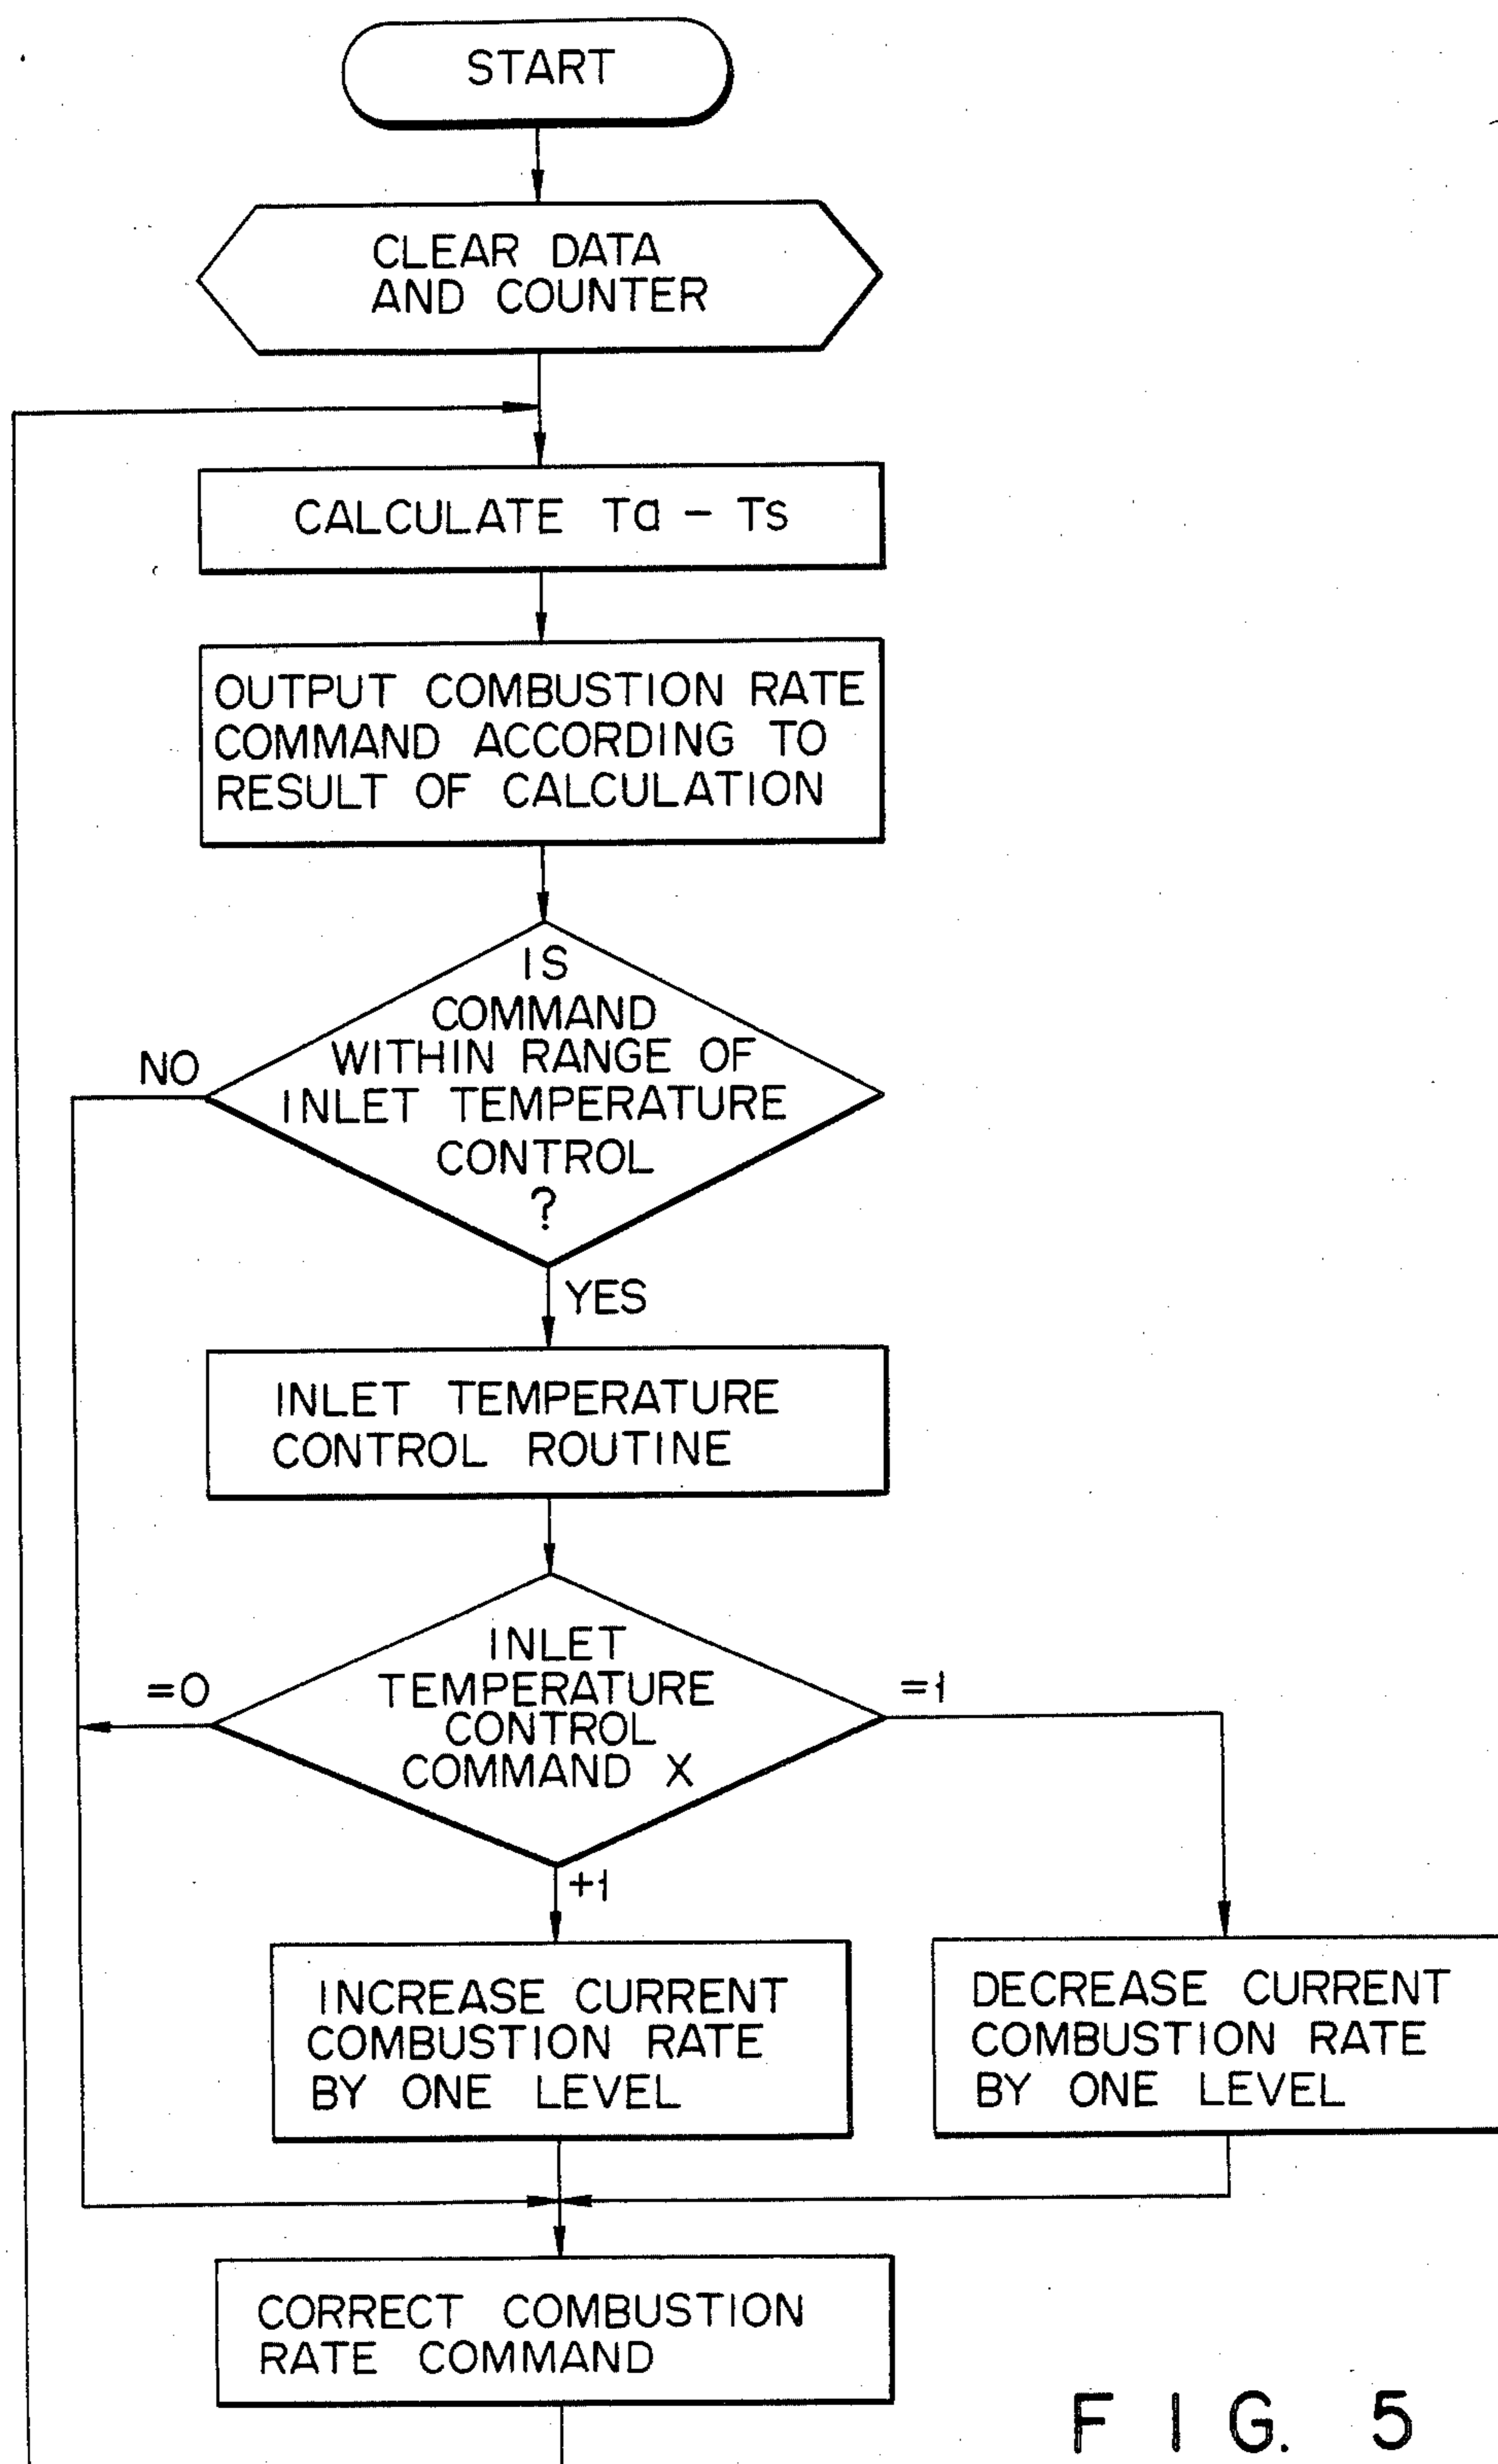 START
CLEAR DATA
AND COUNTER
CALCULATE Ta - Ts
OUTPUT COMBUSTION RATE
COMMAND ACCORDING TO
RESULT OF CALCULATION
IS
COMMAND
WITHIN RANGE OF
INLET TEMPERATURE
CONTROL
?
NO
YES
INLET TEMPERATURE
CONTROL ROUTINE
INLET
TEMPERATURE
CONTROL
COMMAND X
=0
=1
+1
INCREASE CURRENT
COMBUSTION RATE
BY ONE LEVEL
DECREASE CURRENT
COMBUSTION RATE
BY ONE LEVEL
CORRECT COMBUSTION
RATE COMMAND
FIG. 5